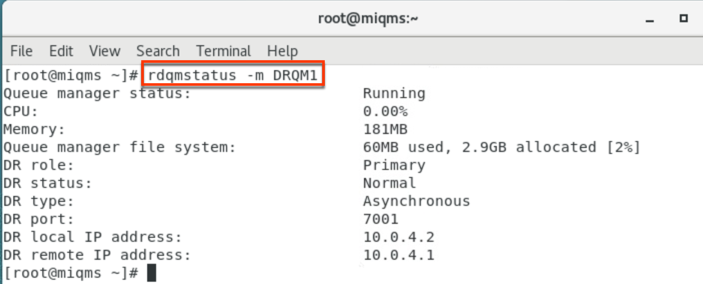 root@miqms:~
File Edit View Search Terminal Help
[root@miqms ~]# rdqmstatus -m DRQM1
Queue manager status: Running
CPU: 0.00%
Memory: 181MB
Queue manager file system: 60MB used, 2.9GB allocated [2%]
DR role: Primary
DR status: Normal
DR type: Asynchronous
DR port: 7001
DR local IP address: 10.0.4.2
DR remote IP address: 10.0.4.1
[root@miqms ~]#